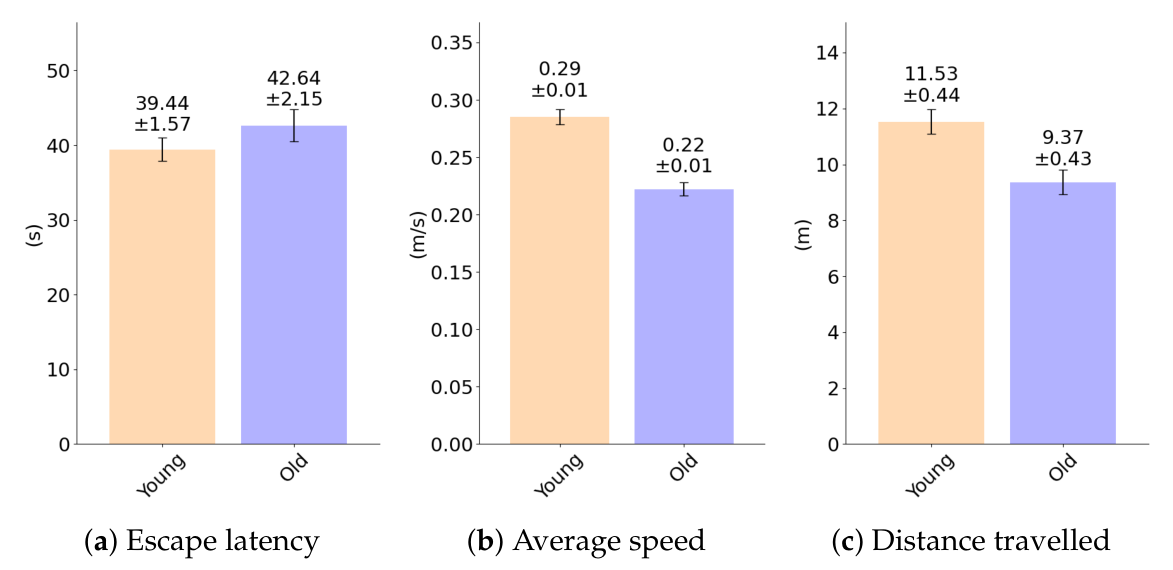 50
40
30
20
10
0
(s)
39.44
±1.57
42.64
±2.15
Young
Old
(a) Escape latency
0.35
0.30
0.25
0.20
0.15
0.10
0.05
0.00
(m/s)
0.29
±0.01
0.22
±0.01
Young
Old
(b) Average speed
14
12
10
8
6
4
2
0
(m)
11.53
±0.44
9.37
±0.43
Young
Old
(c) Distance travelled